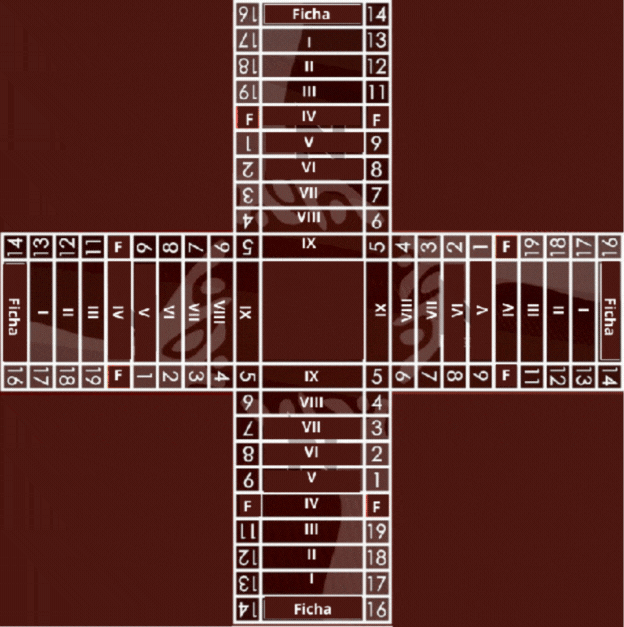 16 Ficha 14
17 I 13
18 II 12
19 III 11
F IV F
1 V 9
2 VI 8
3 VII 7
4 VIII 6
14 13 12 11 F 9 8 7 6 5 IX 5 4 3 2 1 F 19 18 17 16
Ficha I II III IV V VI VII VIII IX IX VIII VII VI V IV III II I Ficha
16 17 18 19 F 1 2 3 4 5 IX 5 6 7 8 9 F 11 12 13 14
6 VIII 4
7 VII 3
8 VI 2
9 V 1
F IV F
11 III 19
12 II 18
13 I 17
14 Ficha 16